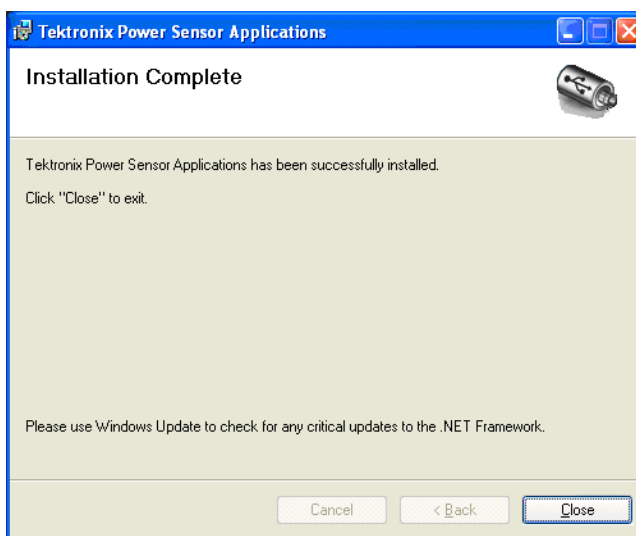 Tektronix Power Sensor Applications
Installation Complete
Tektronix Power Sensor Applications has been successfully installed.
Click "Close" to exit.
Please use Windows Update to check for any critical updates to the .NET Framework.
Cancel < Back Close